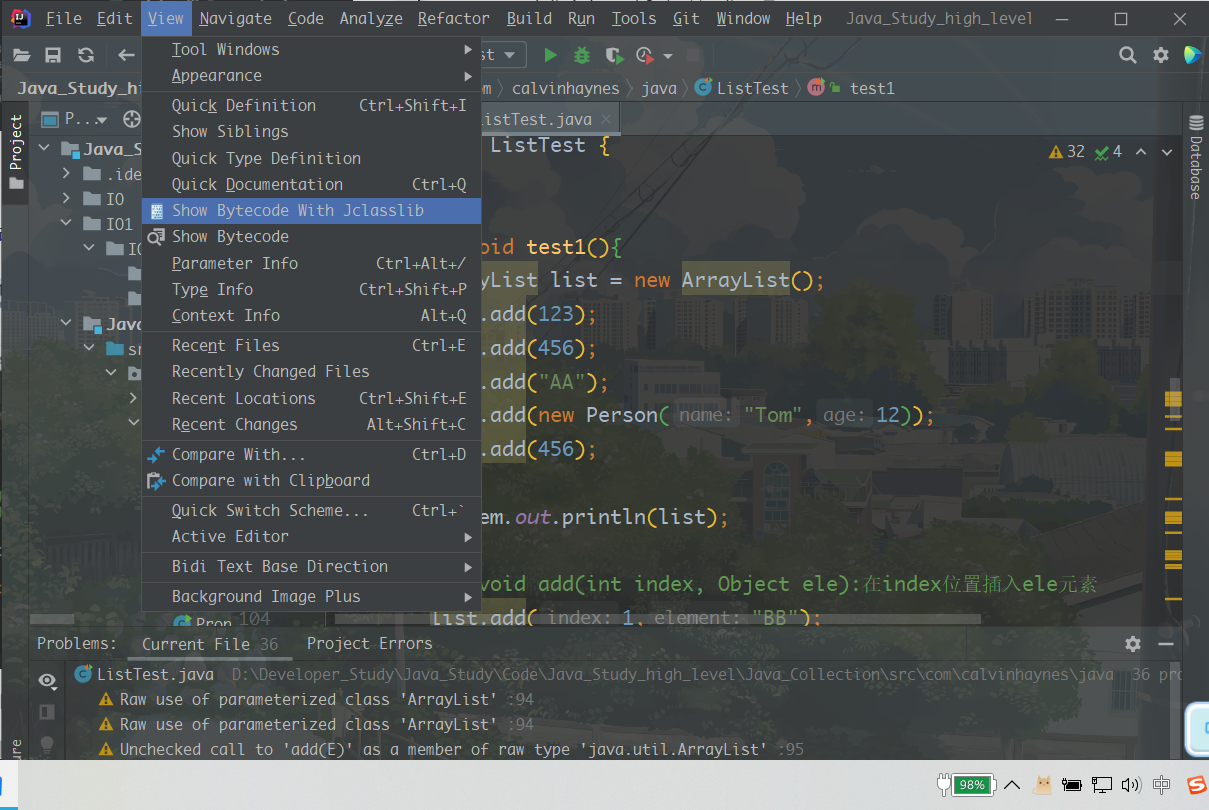 File Edit View Navigate Code Analyze Refactor Build Run Tools Git Window Help Java_Study_high_level
Java_Study_hi calvinhaynes java ListTest test1
Project P... istTest.java
Java_S
.ide
IO
IO1
Java
Tool Windows
Appearance
Quick Definition Ctrl+Shift+I
Show Siblings
Quick Type Definition
Quick Documentation Ctrl+Q
Show Bytecode With Jclasslib
Show Bytecode
Parameter Info Ctrl+Alt+/
Type Info Ctrl+Shift+P
Context Info Alt+Q
Recent Files Ctrl+E
Recently Changed Files
Recent Locations Ctrl+Shift+E
Recent Changes Alt+Shift+C
Compare With... Ctrl+D
Compare with Clipboard
Quick Switch Scheme... Ctrl+`
Active Editor
Bidi Text Base Direction
Background Image Plus
ListTest {
32 4
Database
oid test1(){
yList list = new ArrayList();
.add(123);
.add(456);
.add("AA");
.add(new Person( name: "Tom", age: 12));
.add(456);
em.out.println(list);
void add(int index, Object ele):在index位置插入ele元素
104 list.add( index: 1, element: "BB");
Problems: Current File 36 Project Errors
ListTest.java D:\Developer_Study\Java_Study\Code\Java_Study_high_level\Java_Collection\src\com\calvinhaynes\java 36 pro
Raw use of parameterized class 'ArrayList' :94
Raw use of parameterized class 'ArrayList' :94
Unchecked call to 'add(E)' as a member of raw type 'java.util.ArrayList' :95
98% 中